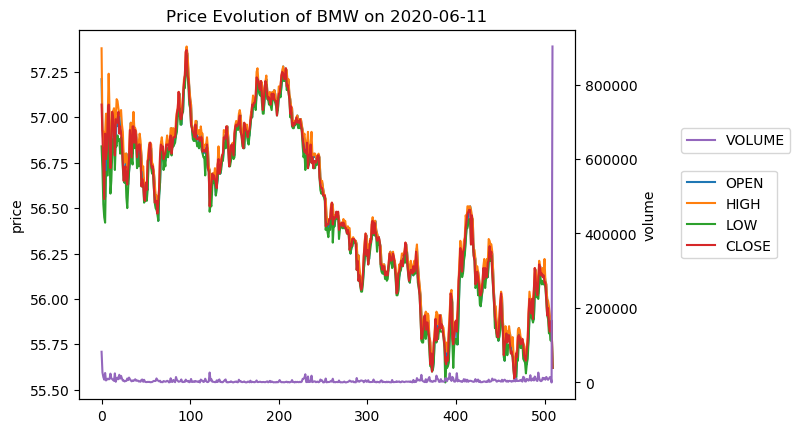 Price Evolution of BMW on 2020-06-11
57.25
57.00
56.75
56.50
56.25
56.00
55.75
55.50
price
0
100
200
300
400
500
800000
600000
400000
200000
0
volume
VOLUME
OPEN
HIGH
LOW
CLOSE